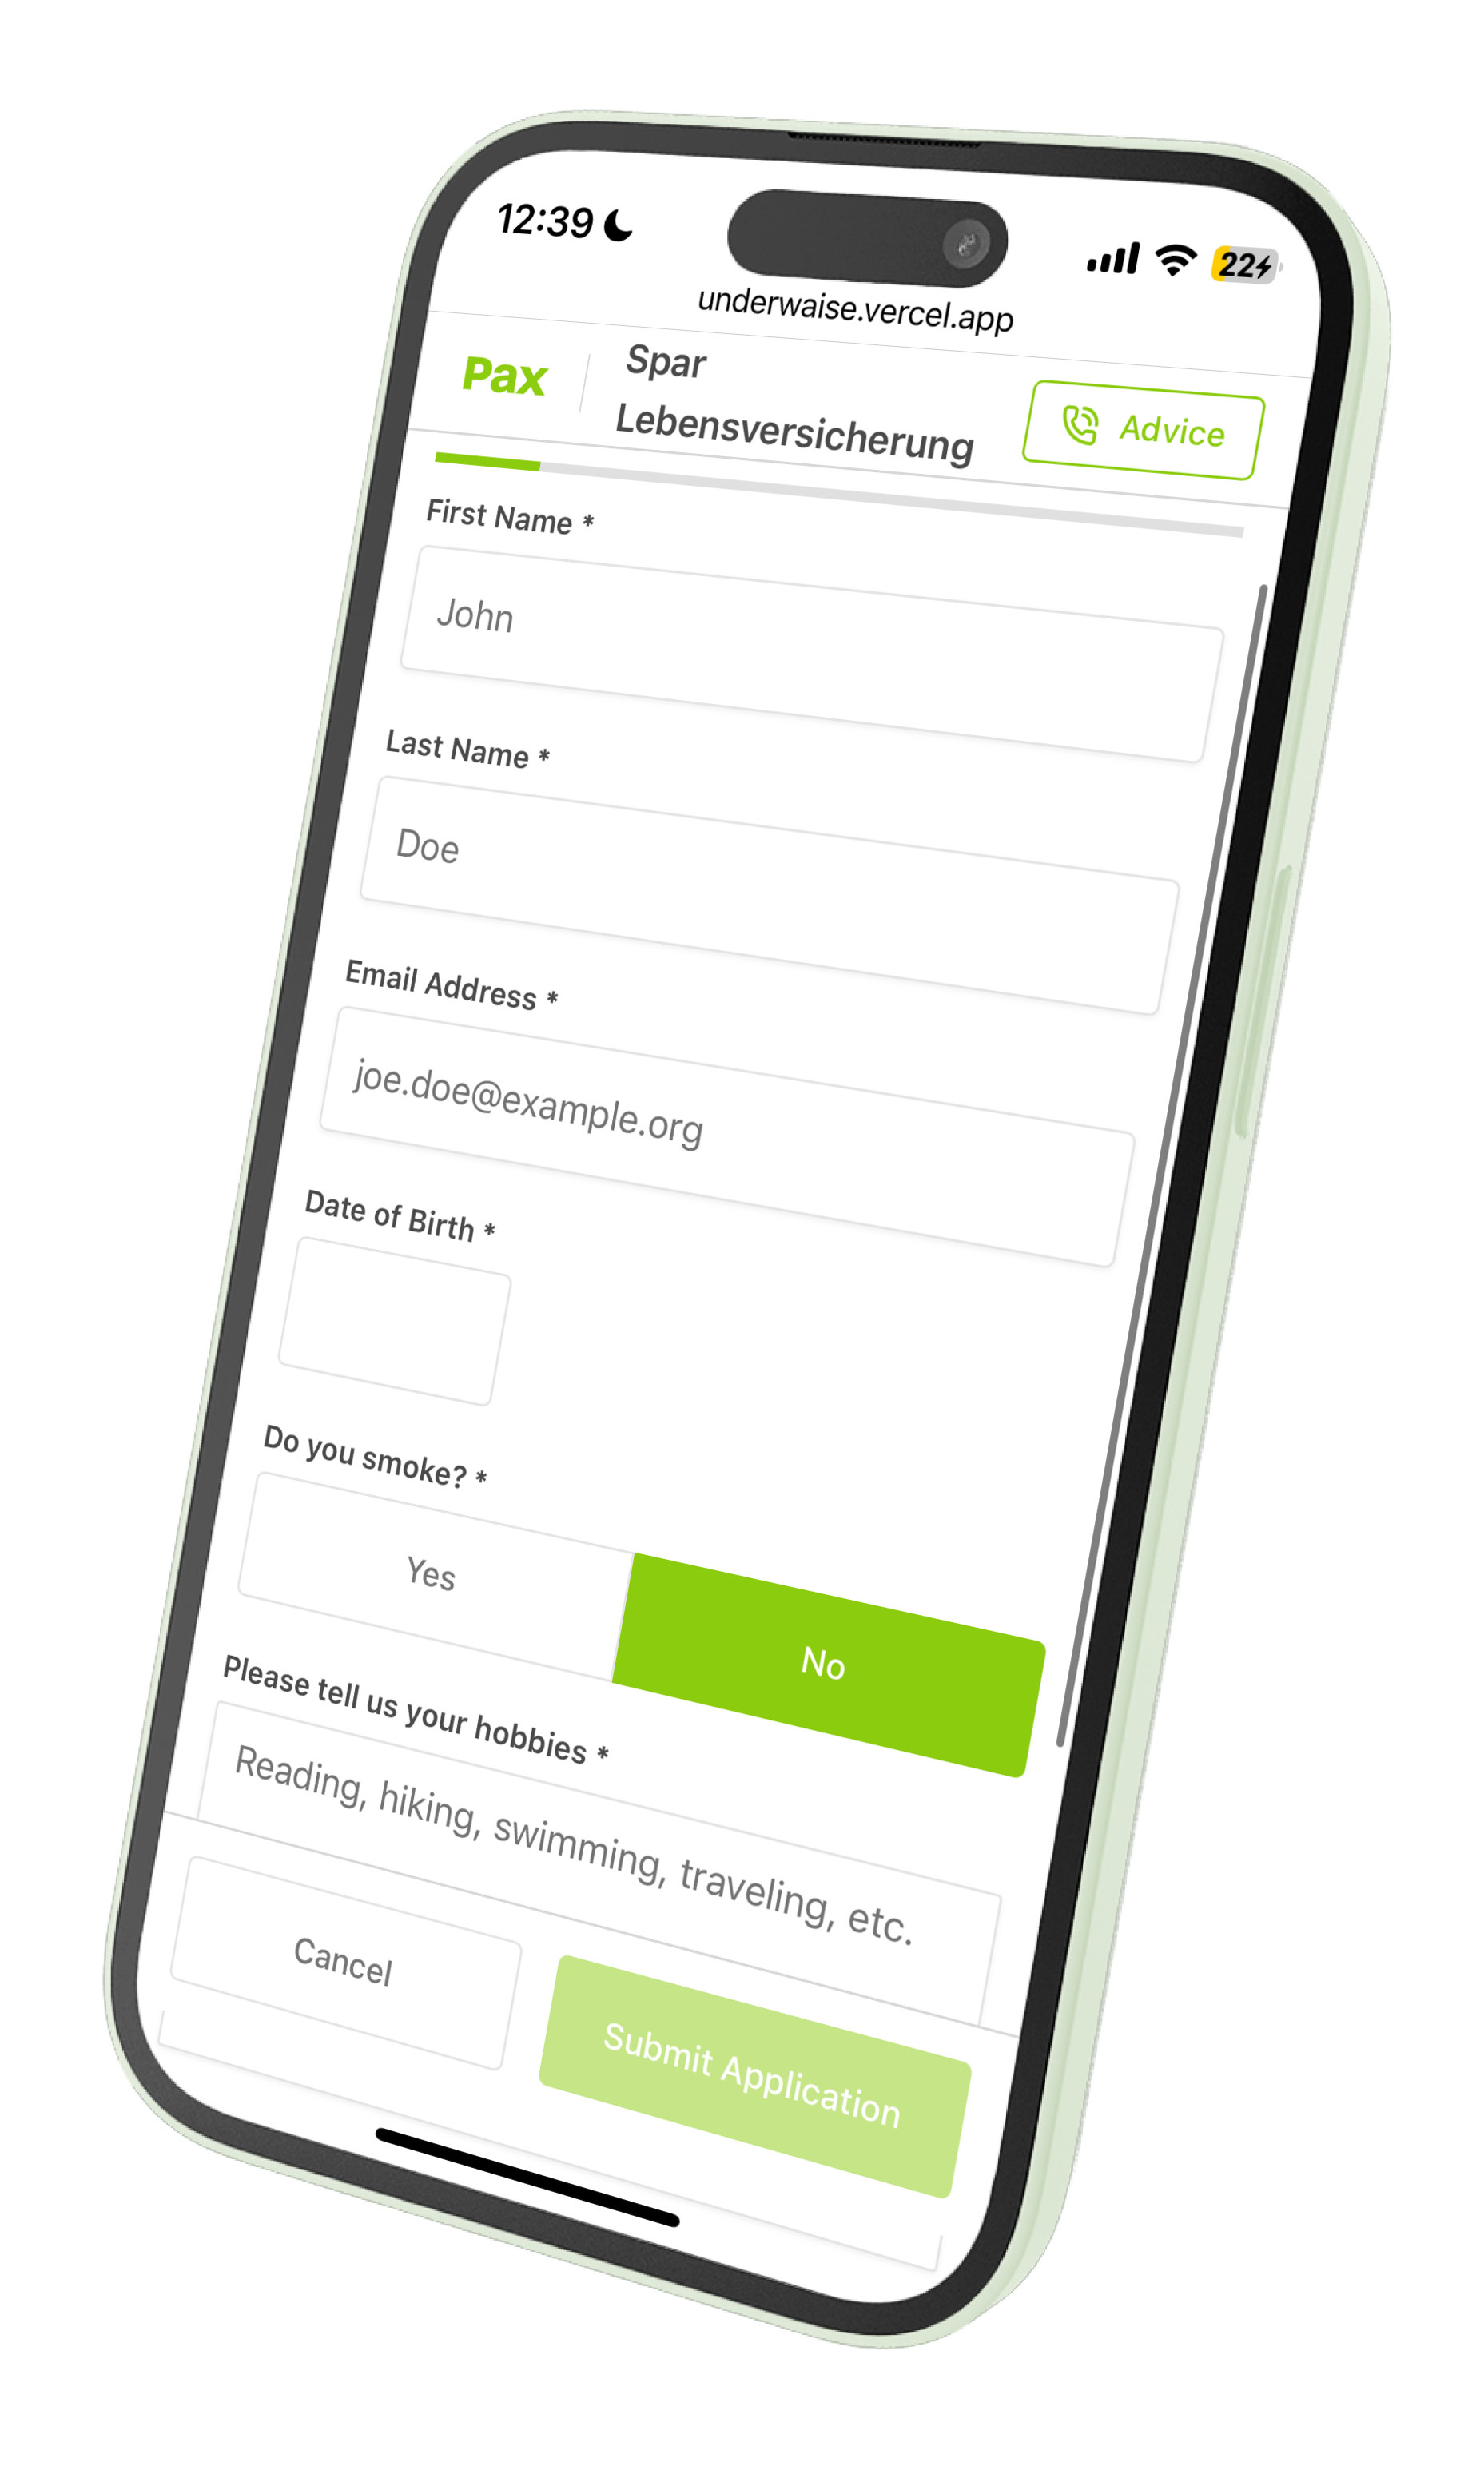 12:39
22
underwaise.vercel.app
Pax
Spar
Lebensversicherung
Advice
First Name *
John
Last Name *
Doe
Email Address *
joe.doe@example.org
Date of Birth *
Do you smoke? *
Yes
No
Please tell us your hobbies *
Reading, hiking, swimming, traveling, etc.
Cancel
Submit Application